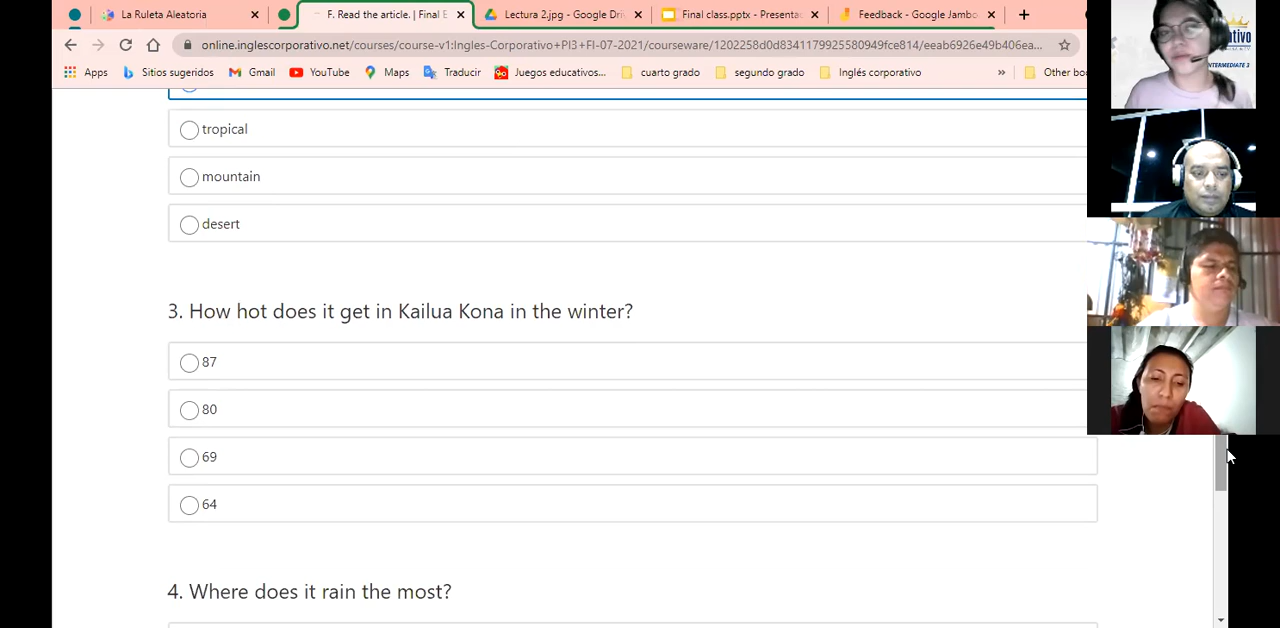 La Ruleta Aleatoria
F. Read the article. | Final E
Lectura 2.jpg - Google Dri
Final class.pptx - Presenta
Feedback - Google Jambo
online.inglescorporativo.net/courses/course-v1:Ingles-Corporativo+PI3+FI-07-2021/courseware/1202258d0d8341179925580949fce814/eeab6926e49b406ea...
Apps
Sitios sugeridos
Gmail
YouTube
Maps
Traducir
Juegos educativos...
cuarto grado
segundo grado
Inglés corporativo
»
Other bo
tivo
INTERMEDIATE 3
tropical
mountain
desert
3. How hot does it get in Kailua Kona in the winter?
87
80
69
64
4. Where does it rain the most?